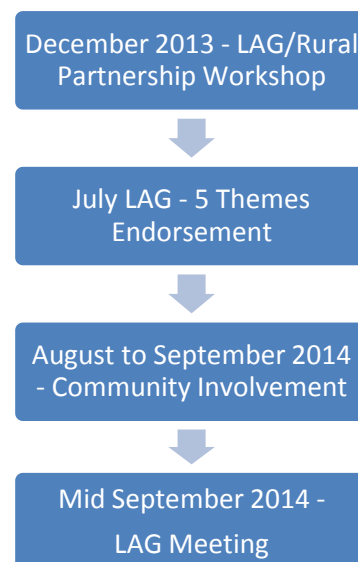 December 2013 - LAG/Rural
Partnership Workshop
July LAG - 5 Themes
Endorsement
August to September 2014
- Community Involvement
Mid September 2014 -
LAG Meeting